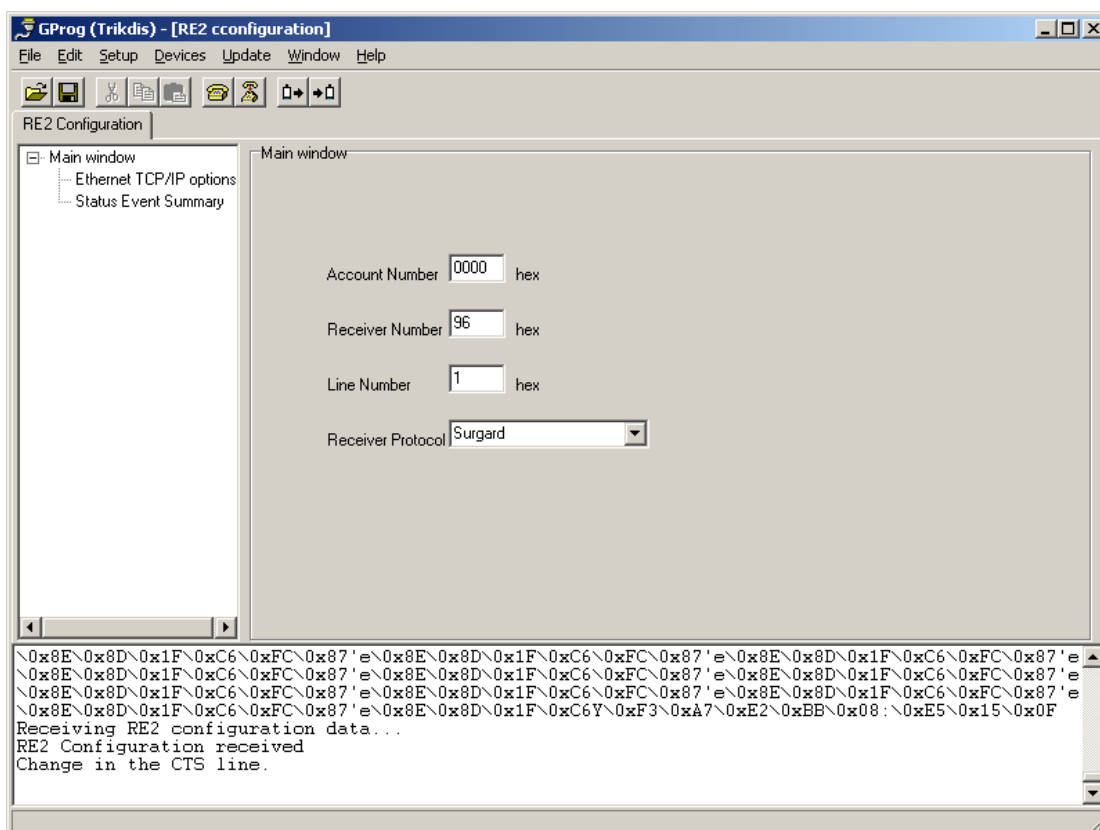 GProg (Trikdis) - [RE2 cconfiguration]
File Edit Setup Devices Update Window Help
RE2 Configuration
Main window
Ethernet TCP/IP options
Status Event Summary
Main window
Account Number 0000 hex
Receiver Number 96 hex
Line Number 1 hex
Receiver Protocol Surgard
\0x8E\0x8D\0x1F\0xC6\0xFC\0x87'e\0x8E\0x8D\0x1F\0xC6\0xFC\0x87'e\0x8E\0x8D\0x1F\0xC6\0xFC\0x87'e
\0x8E\0x8D\0x1F\0xC6\0xFC\0x87'e\0x8E\0x8D\0x1F\0xC6\0xFC\0x87'e\0x8E\0x8D\0x1F\0xC6\0xFC\0x87'e
\0x8E\0x8D\0x1F\0xC6\0xFC\0x87'e\0x8E\0x8D\0x1F\0xC6\0xFC\0x87'e\0x8E\0x8D\0x1F\0xC6\0xFC\0x87'e
\0x8E\0x8D\0x1F\0xC6\0xFC\0x87'e\0x8E\0x8D\0x1F\0xC6Y\0xF3\0xA7\0xE2\0xBB\0x08:\0xE5\0x15\0x0F
Receiving RE2 configuration data...
RE2 Configuration received
Change in the CTS line.